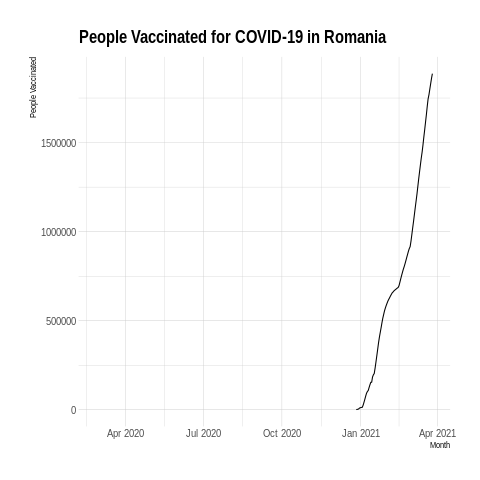 People Vaccinated for COVID-19 in Romania
People Vaccinated
1500000
1000000
500000
0
Apr 2020 Jul 2020 Oct 2020 Jan 2021 Apr 2021
Month